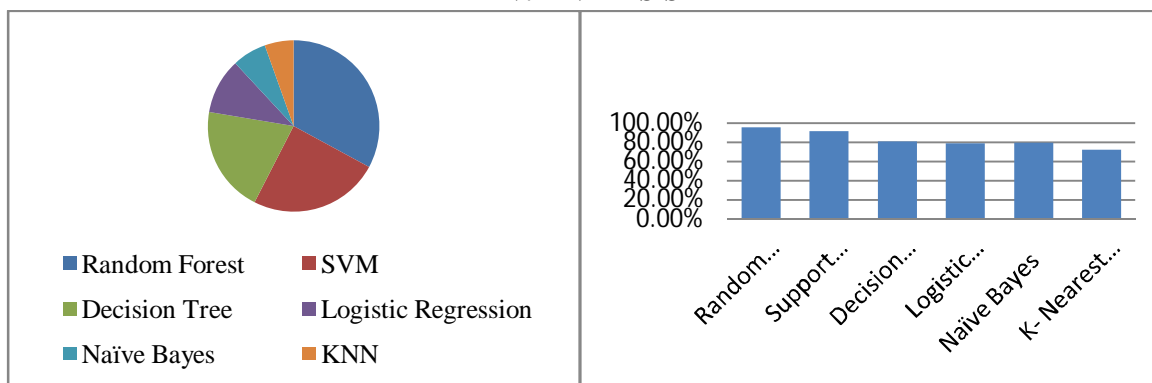 Random Forest
SVM
Decision Tree
Logistic Regression
Naïve Bayes
KNN
100.00%
80.00%
60.00%
40.00%
20.00%
0.00%
Random...
Support...
Decision...
Logistic...
Naïve Bayes
K- Nearest...